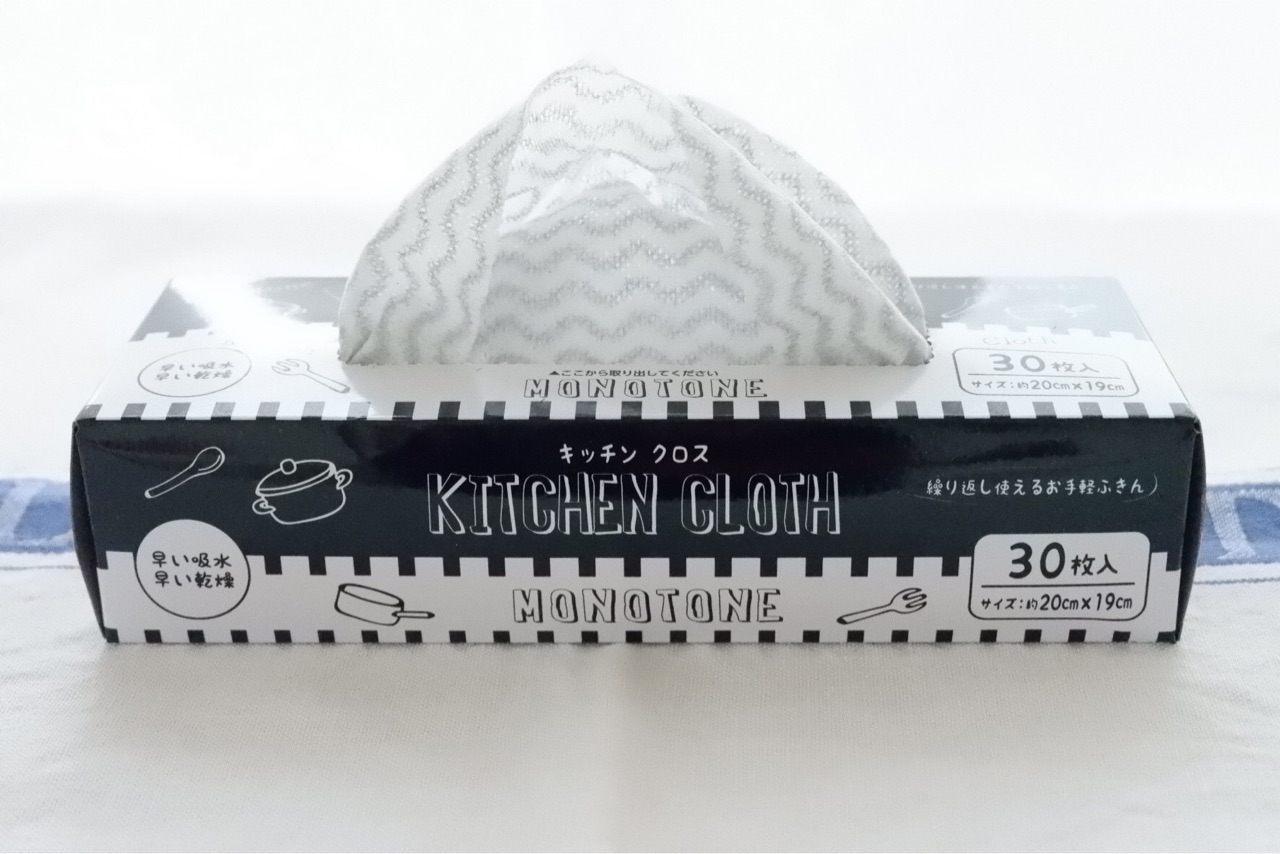 早い吸水
早い乾燥
▲ここから取り出してください
MONOTONE
Cloth
30枚入
サイズ:約20cm×19cm
キッチン クロス
KITCHEN CLOTH
繰り返し使えるお手軽ふきん
早い吸水
早い乾燥
MONOTONE
30枚入
サイズ:約20cm×19cm